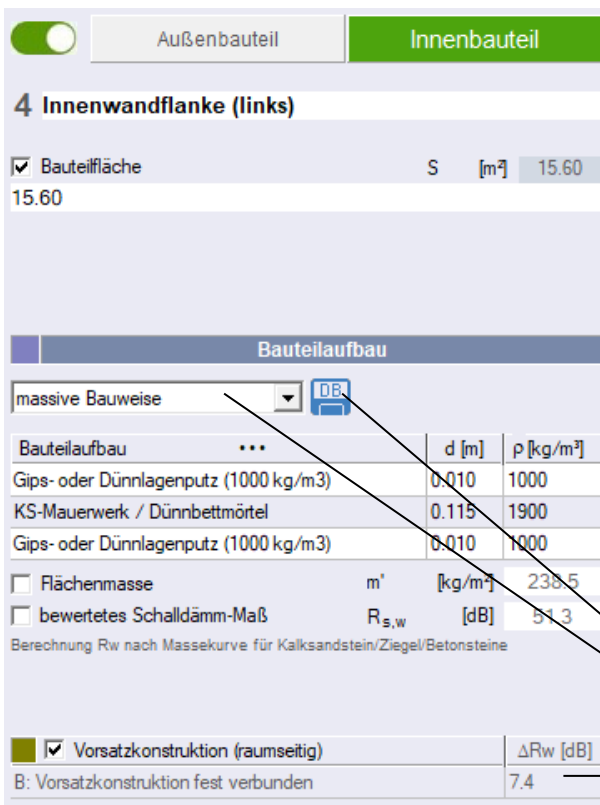 Außenbauteil Innenbauteil
4 Innenwandflanke (links)
Bauteilfläche S [m²] 15.60
15.60
Bauteilaufbau
massive Bauweise DB
Bauteilaufbau ... d [m] ρ [kg/m³]
Gips- oder Dünnlagenputz (1000 kg/m3) 0.010 1000
KS-Mauerwerk / Dünnbettmörtel 0.115 1900
Gips- oder Dünnlagenputz (1000 kg/m3) 0.010 1000
Flächenmasse m' [kg/m²] 238.5
bewertetes Schalldämm-Maß Rs,w [dB] 51.3
Berechnung Rw nach Massekurve für Kalksandstein/Ziegel/Betonsteine
Vorsatzkonstruktion (raumseitig) ΔRw [dB]
B: Vorsatzkonstruktion fest verbunden 7.4